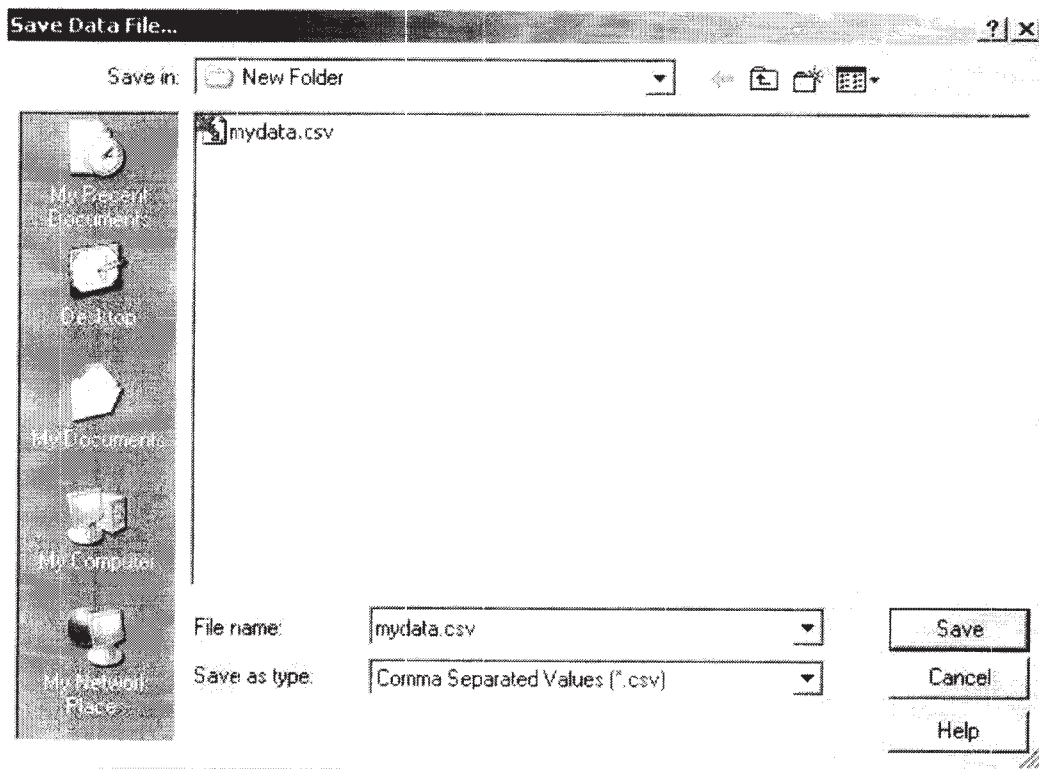 Save Data File...
Save in: New Folder
mydata.csv
My Recent
Documents
Desktop
My Documents
My Computer
My Network
Places
File name: mydata.csv Save
Save as type: Comma Separated Values (*.csv) Cancel
Help